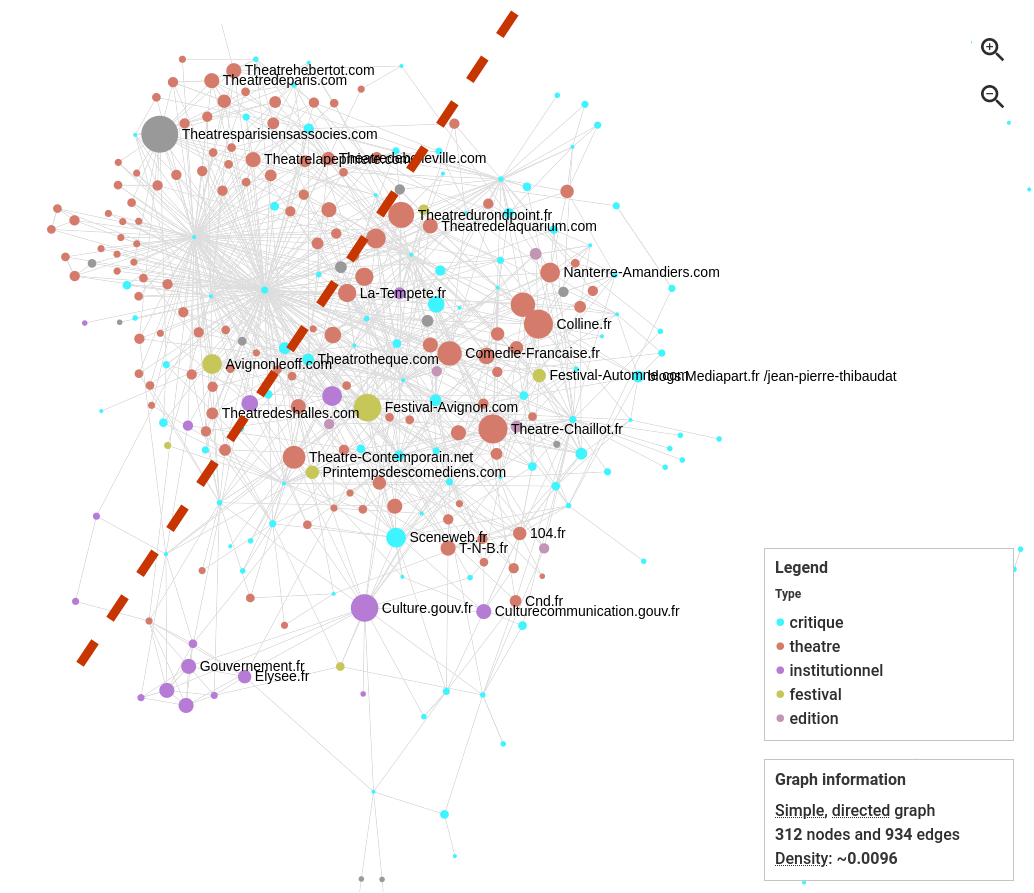 Theatrehebertot.com
Theatredeparis.com
Theatresparisiensassocies.com
Theatrelapepiniere.com
Theatredebelleville.com
Theatredurondpoint.fr
Theatredelaquarium.com
Nanterre-Amandiers.com
La-Tempete.fr
Colline.fr
Comedie-Francaise.fr
Theatrotheque.com
Avignonleoff.com
Festival-Automne.com
blogs.Mediapart.fr /jean-pierre-thibaudat
Festival-Avignon.com
Theatredeshalles.com
Theatre-Chaillot.fr
Theatre-Contemporain.net
Printempsdescomediens.com
Sceneweb.fr
104.fr
T-N-B.fr
Cnd.fr
Culture.gouv.fr
Culturecommunication.gouv.fr
Gouvernement.fr
Elysee.fr
Legend
Type
critique
theatre
institutionnel
festival
edition
Graph information
Simple, directed graph
312 nodes and 934 edges
Density: ~0.0096